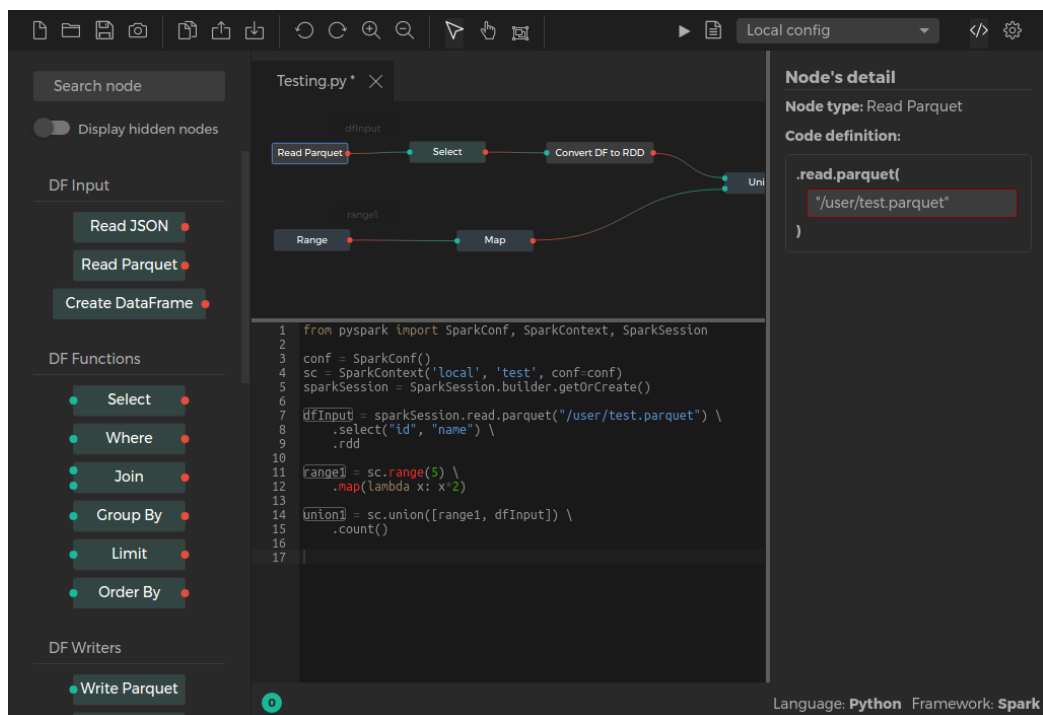 Local config
</>
Search node
Display hidden nodes
DF Input
Read JSON
Read Parquet
Create DataFrame
DF Functions
Select
Where
Join
Group By
Limit
Order By
DF Writers
Write Parquet
Testing.py *
dfInput
Read Parquet
Select
Convert DF to RDD
Uni
range1
Range
Map
1 from pyspark import SparkConf, SparkContext, SparkSession
2
3 conf = SparkConf()
4 sc = SparkContext('local', 'test', conf=conf)
5 sparkSession = SparkSession.builder.getOrCreate()
6
7 dfInput = sparkSession.read.parquet("/user/test.parquet") \
8 .select("id", "name") \
9 .rdd
10
11 range1 = sc.range(5) \
12 .map(lambda x: x*2)
13
14 union1 = sc.union([range1, dfInput]) \
15 .count()
16
17
Node's detail
Node type: Read Parquet
Code definition:
.read.parquet(
"/user/test.parquet"
)
0
Language: Python Framework: Spark